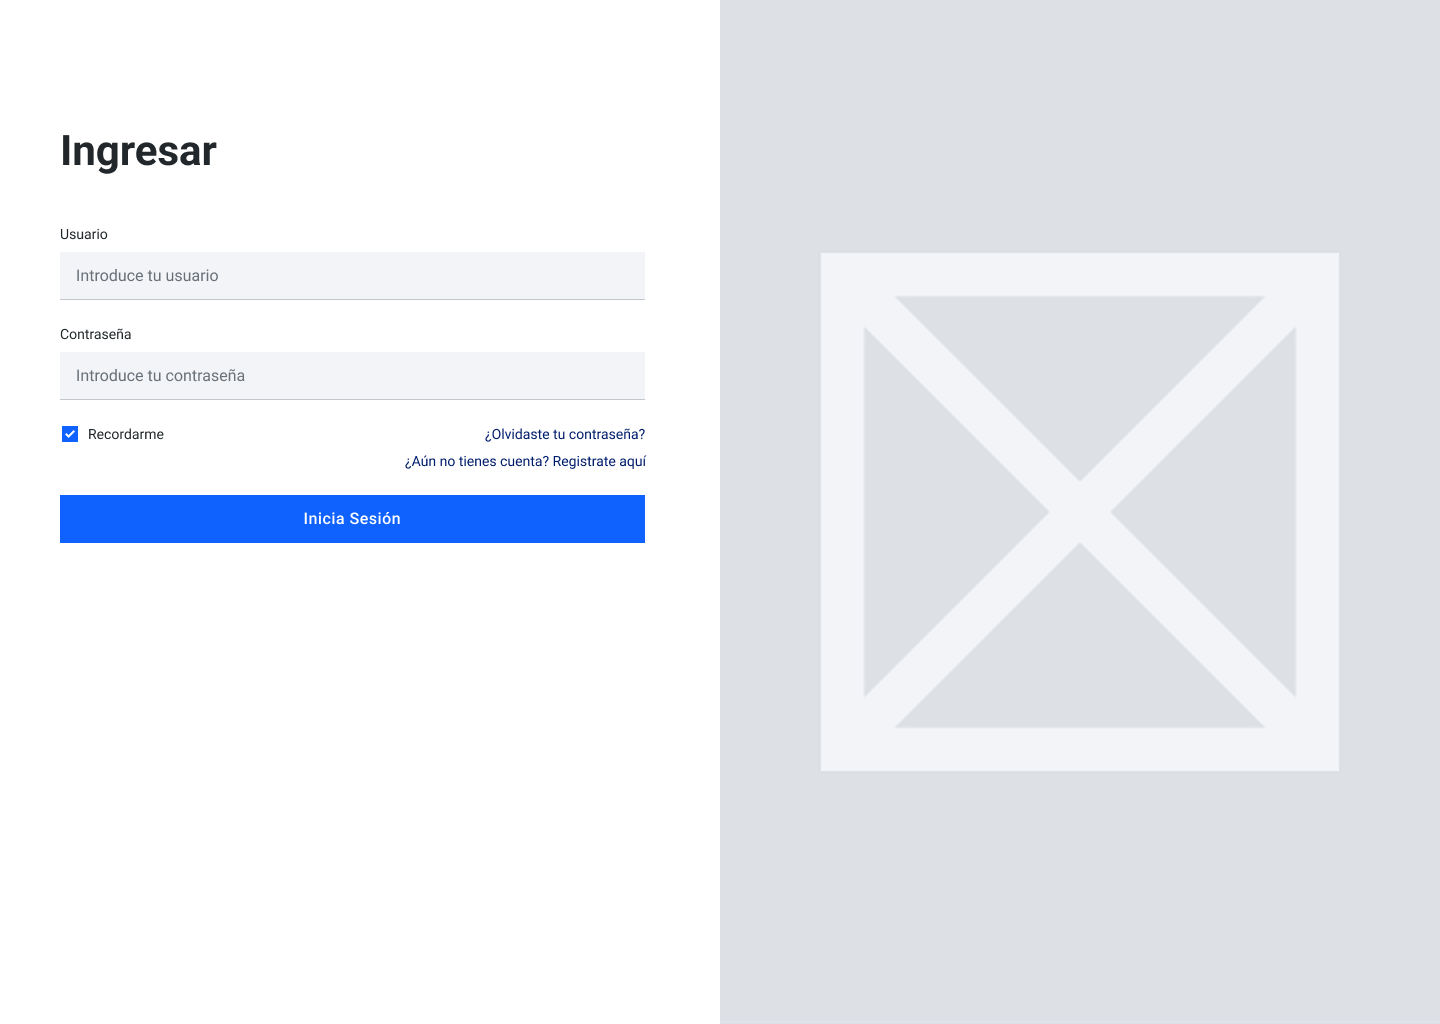 Ingresar
Usuario
Introduce tu usuario
Contraseña
Introduce tu contraseña
Recordarme
¿Olvidaste tu contraseña?
¿Aún no tienes cuenta? Registrate aquí
Inicia Sesión